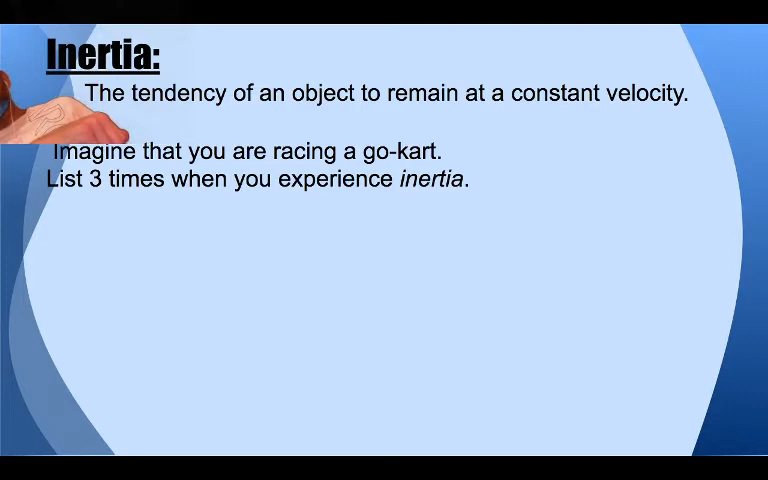 Inertia:
The tendency of an object to remain at a constant velocity.
Imagine that you are racing a go-kart.
List 3 times when you experience inertia.